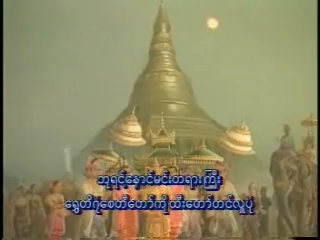 ဘုရင့်နောင်မင်းတရားကြီး
ရွှေတိဂုံစေတီတော်ကိုထီးတော်တင်လှူပုံ